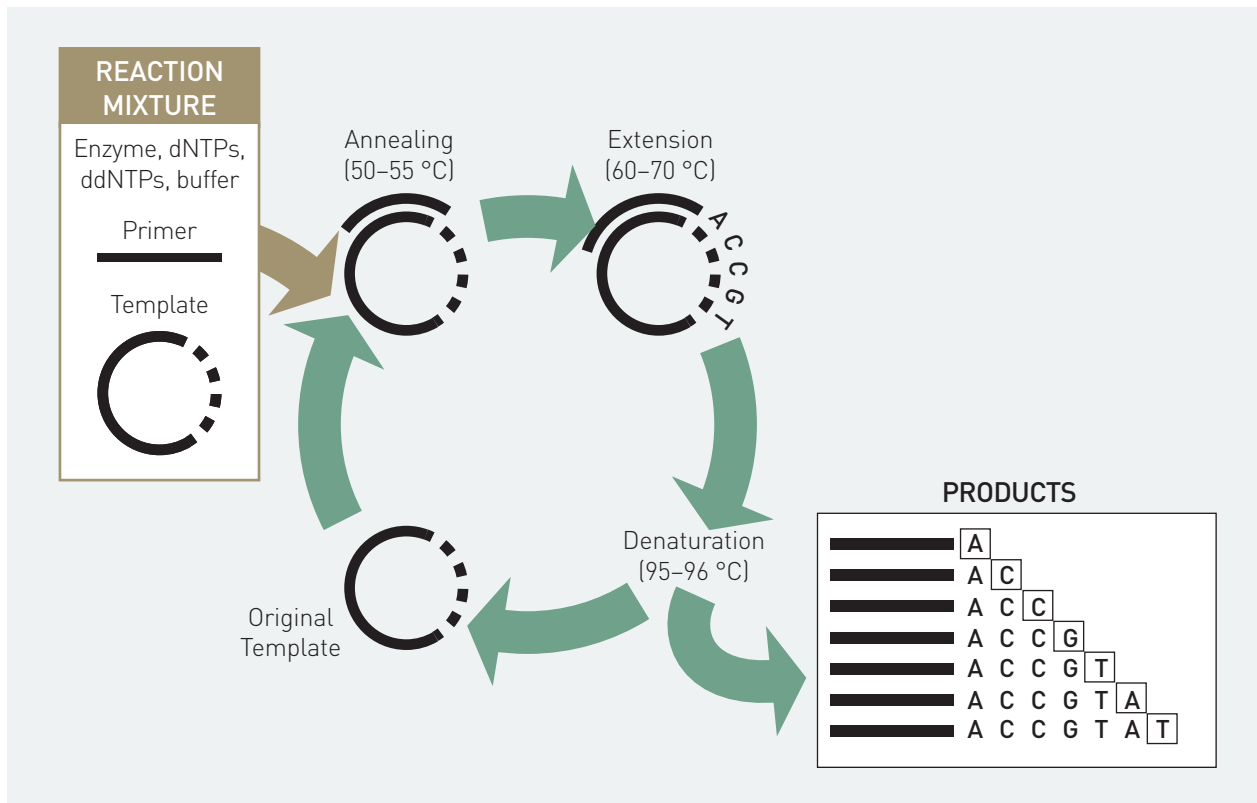 REACTION
MIXTURE
Enzyme, dNTPs,
ddNTPs, buffer
Primer
Template
Annealing
(50–55 °C)
Extension
(60–70 °C)
A
C
C
G
T
Denaturation
(95–96 °C)
Original
Template
PRODUCTS
A
A C
A C C
A C C G
A C C G T
A C C G T A
A C C G T A T